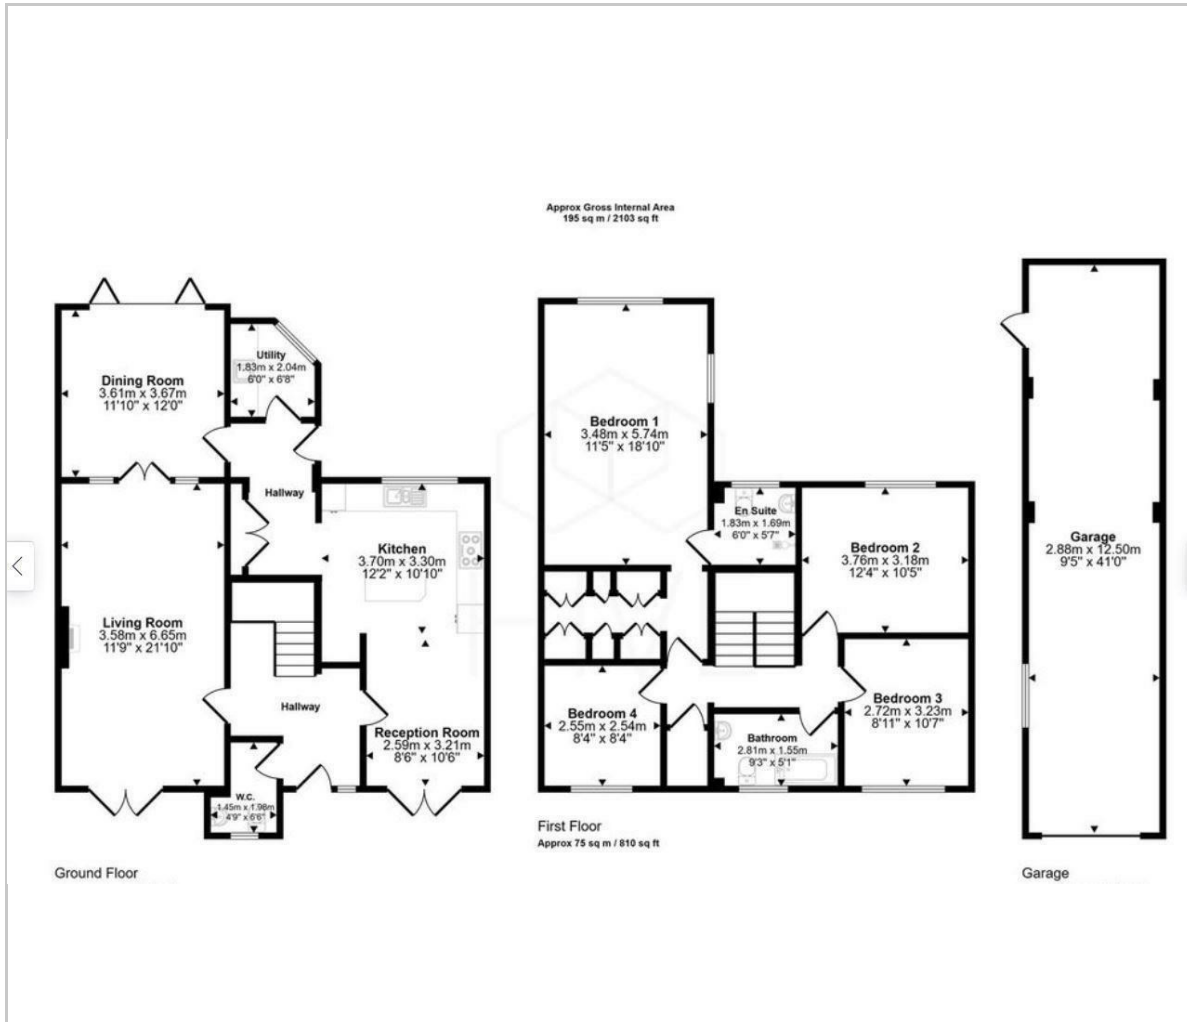 Approx Gross Internal Area
195 sq m / 2103 sq ft
Utility
1.83m x 2.04m
6'0" x 6'8"
Dining Room
3.61m x 3.67m
11'10" x 12'0"
Hallway
Kitchen
3.70m x 3.30m
12'2" x 10'10"
Living Room
3.58m x 6.65m
11'9" x 21'10"
Hallway
Reception Room
2.59m x 3.21m
8'6" x 10'6"
W.C.
1.45m x 1.98m
4'9" x 6'6"
Ground Floor
Bedroom 1
3.48m x 5.74m
11'5" x 18'10"
En Suite
1.83m x 1.69m
6'0" x 5'7"
Bedroom 2
3.76m x 3.18m
12'4" x 10'5"
Bedroom 3
2.72m x 3.23m
8'11" x 10'7"
Bedroom 4
2.55m x 2.54m
8'4" x 8'4"
Bathroom
2.81m x 1.55m
9'3" x 5'1"
First Floor
Approx 75 sq m / 810 sq ft
Garage
2.88m x 12.50m
9'5" x 41'0"
Garage